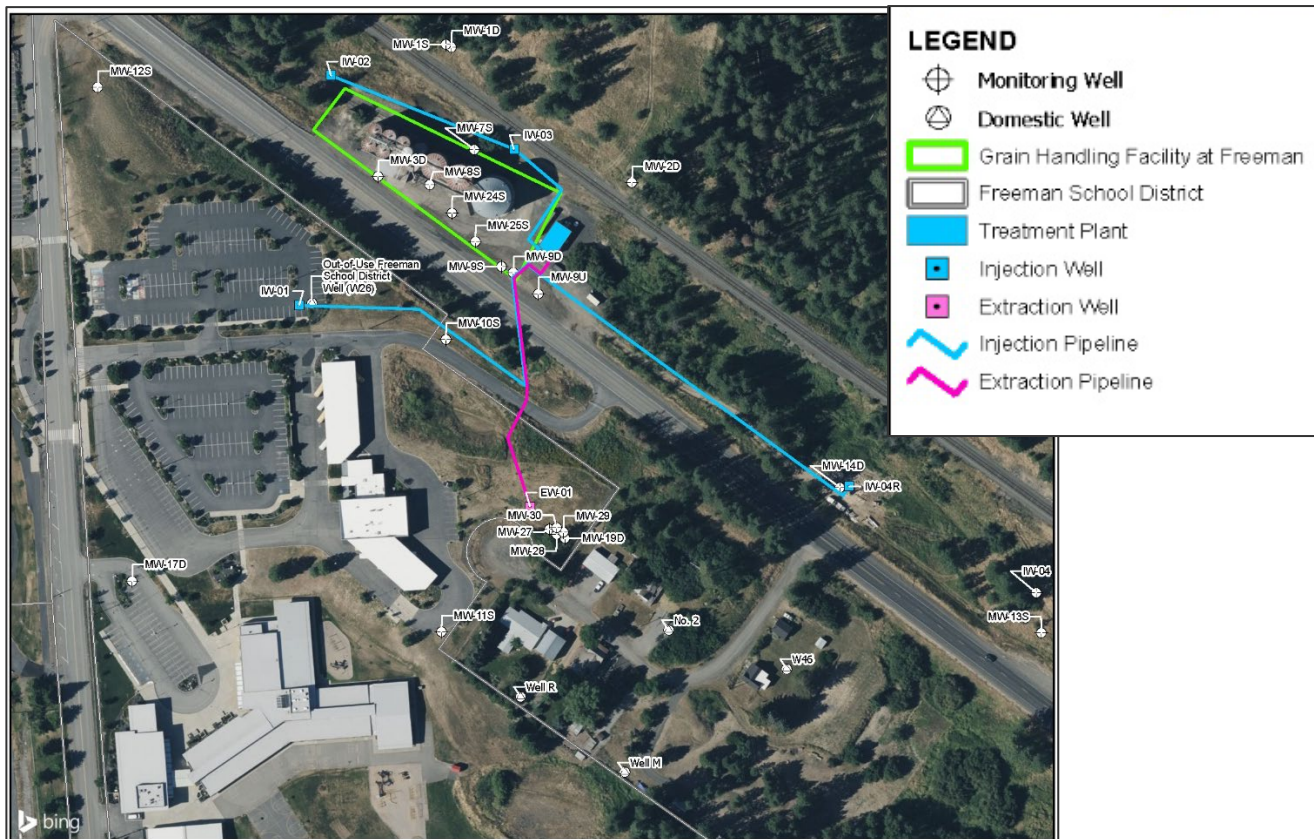 LEGEND
Monitoring Well
Domestic Well
Grain Handling Facility at Freeman
Freeman School District
Treatment Plant
Injection Well
Extraction Well
Injection Pipeline
Extraction Pipeline
MW-1D
MW-1S
IW-02
MW-12S
MW-7S
IW-03
MW-3D
MW-8S
MW-2D
MW-24S
MW-25S
MW-9D
MW-9S
MW-9U
Out-of-Use Freeman
School District
Well (W26)
IW-01
MW-10S
MW-14D
IW-04R
EW-01
MW-30
MW-29
MW-27
MW-19D
MW-28
MW-17D
IW-04
MW-13S
MW-11S
No. 2
W46
Well R
Well M
bing